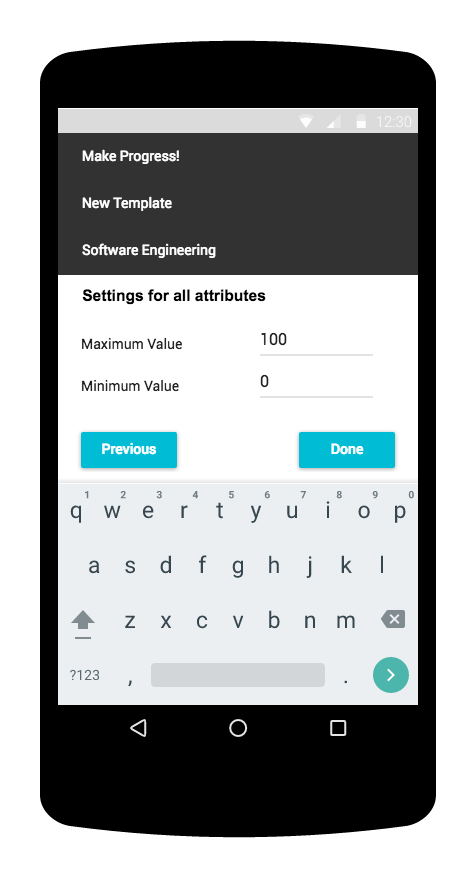 12:30
Make Progress!
New Template
Software Engineering
Settings for all attributes
Maximum Value 100
Minimum Value 0
Previous Done
1 2 3 4 5 6 7 8 9 0
q w e r t y u i o p
a s d f g h j k l
z x c v b n m
?123 , .